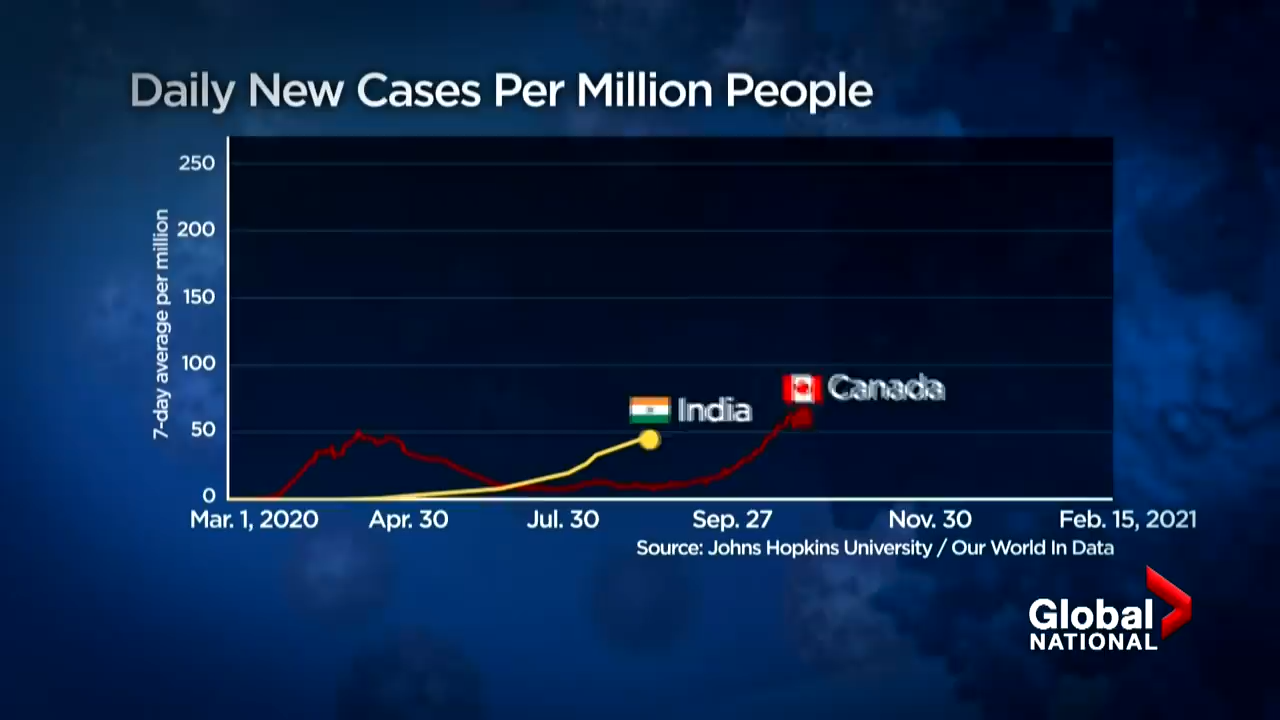 Daily New Cases Per Million People
250
200
150
100
50
0
7-day average per million
India
Canada
Mar. 1, 2020 Apr. 30 Jul. 30 Sep. 27 Nov. 30 Feb. 15, 2021
Source: Johns Hopkins University / Our World In Data
Global
NATIONAL